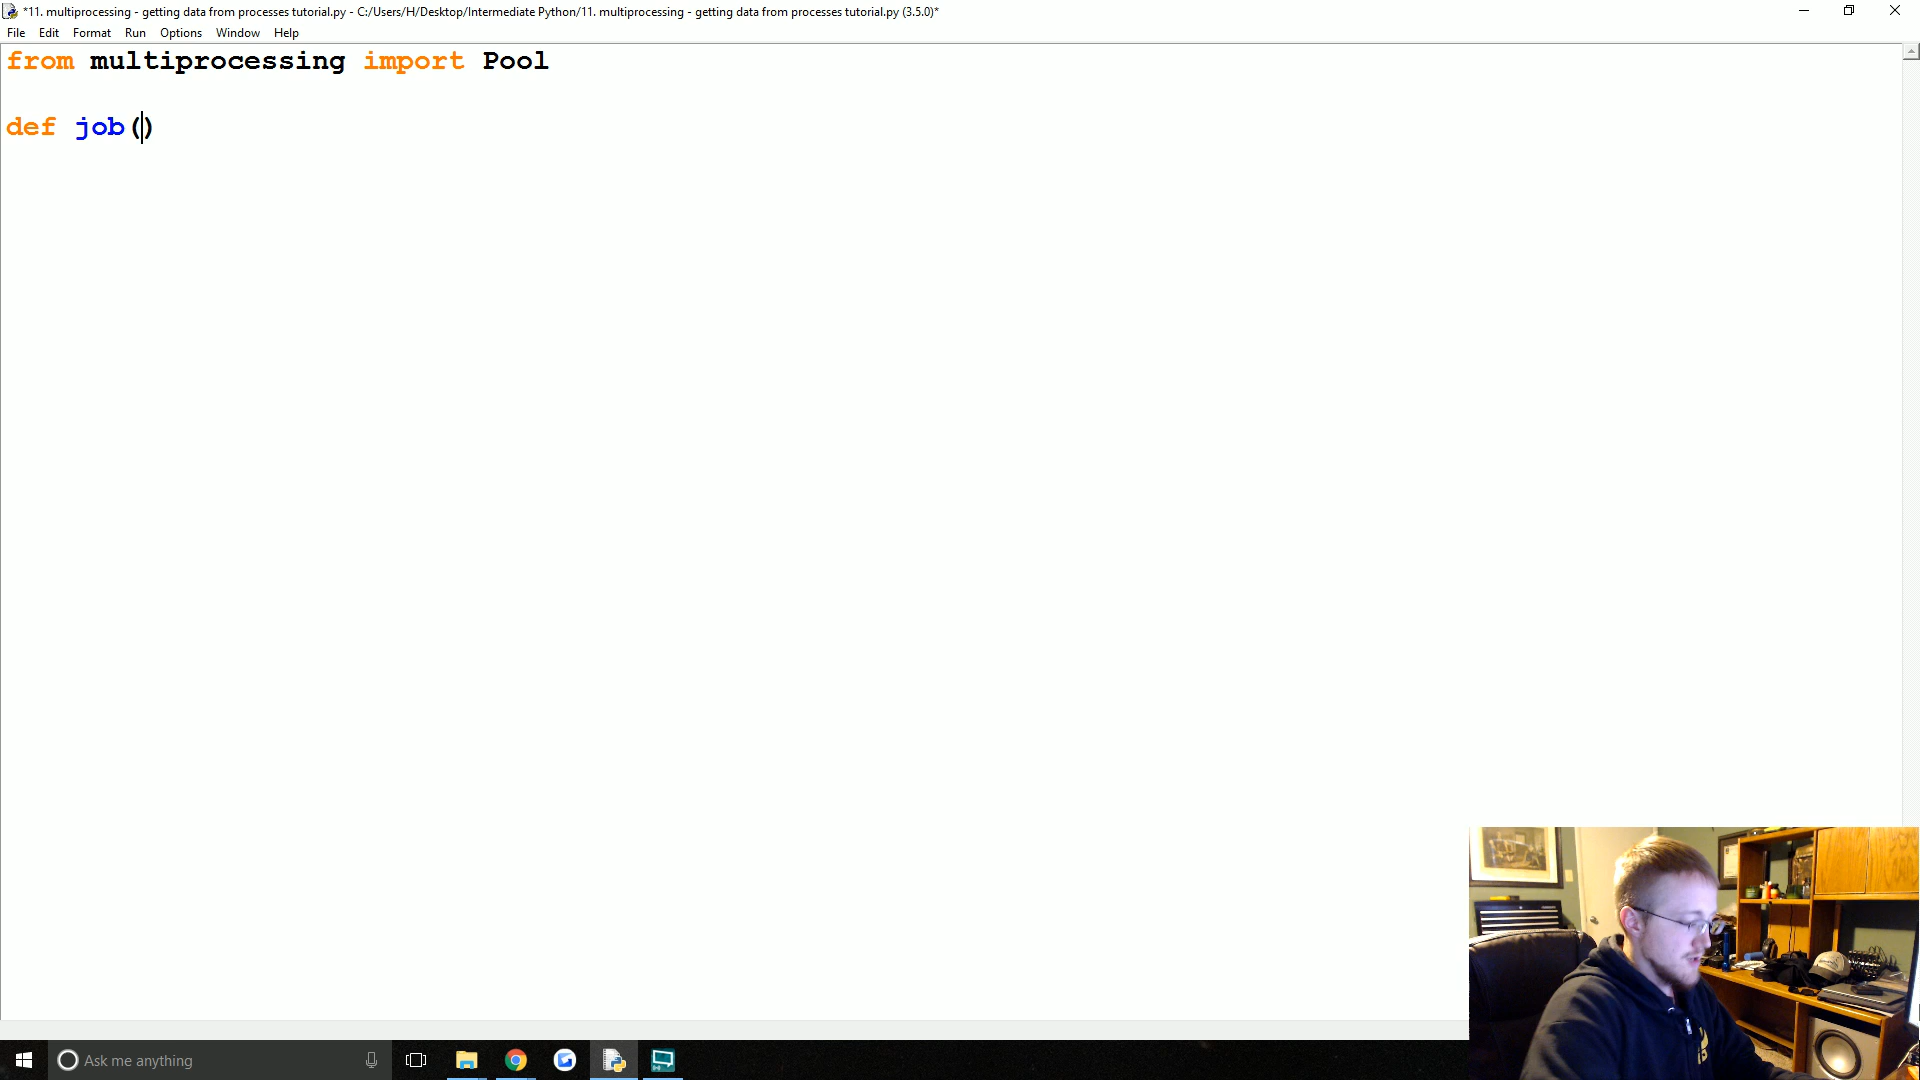 *11. multiprocessing - getting data from processes tutorial.py - C:/Users/H/Desktop/Intermediate Python/11. multiprocessing - getting data from processes tutorial.py (3.5.0)*
File Edit Format Run Options Window Help
from multiprocessing import Pool
def job()
Ask me anything